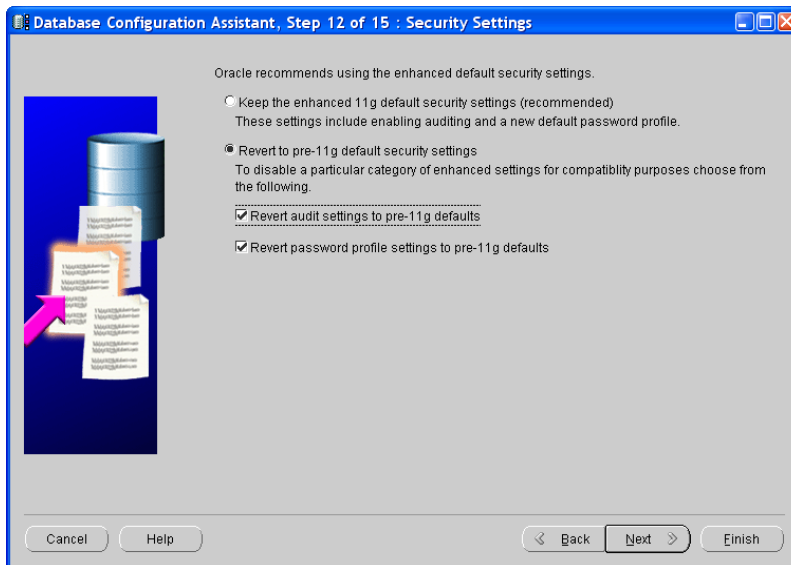 Database Configuration Assistant, Step 12 of 15 : Security Settings
Oracle recommends using the enhanced default security settings.
Keep the enhanced 11g default security settings (recommended)
These settings include enabling auditing and a new default password profile.
Revert to pre-11g default security settings
To disable a particular category of enhanced settings for compatiblity purposes choose from
the following.
Revert audit settings to pre-11g defaults
Revert password profile settings to pre-11g defaults
Cancel
Help
Back
Next
Finish